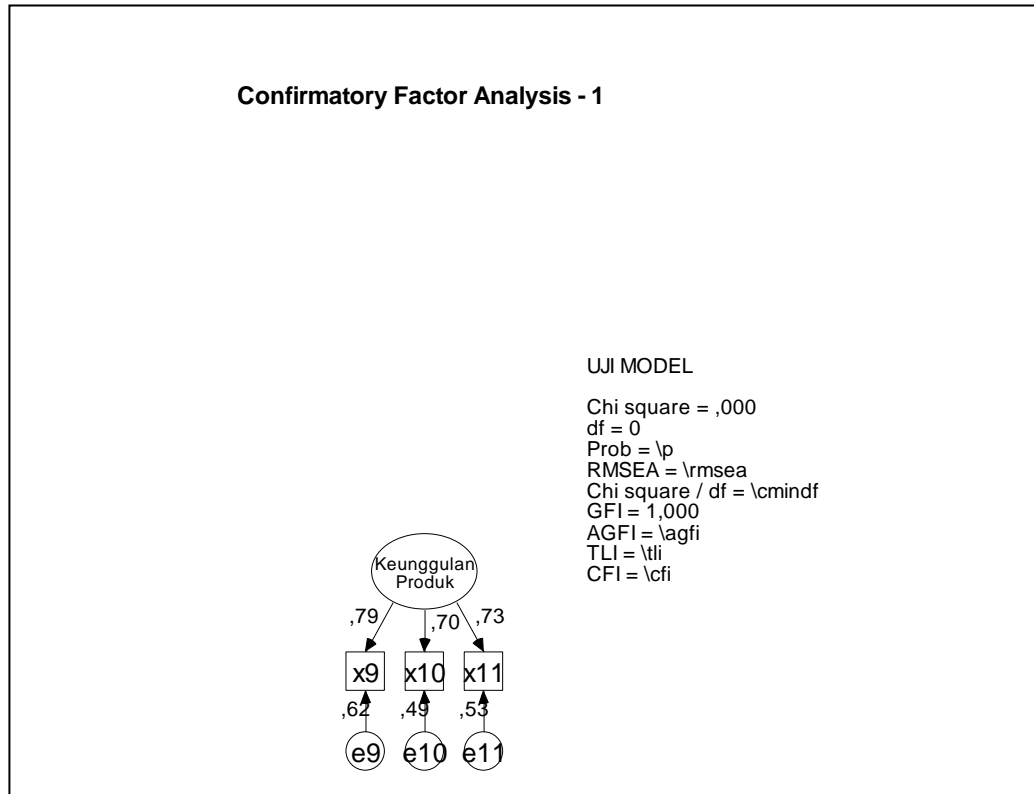 Confirmatory Factor Analysis - 1
UJI MODEL
Chi square = ,000
df = 0
Prob = \p
RMSEA = \rmsea
Chi square / df = \cmindf
GFI = 1,000
AGFI = \agfi
TLI = \tli
CFI = \cfi
Keunggulan
Produk
,79 ,70 ,73
x9 x10 x11
,62 ,49 ,53
e9 e10 e11